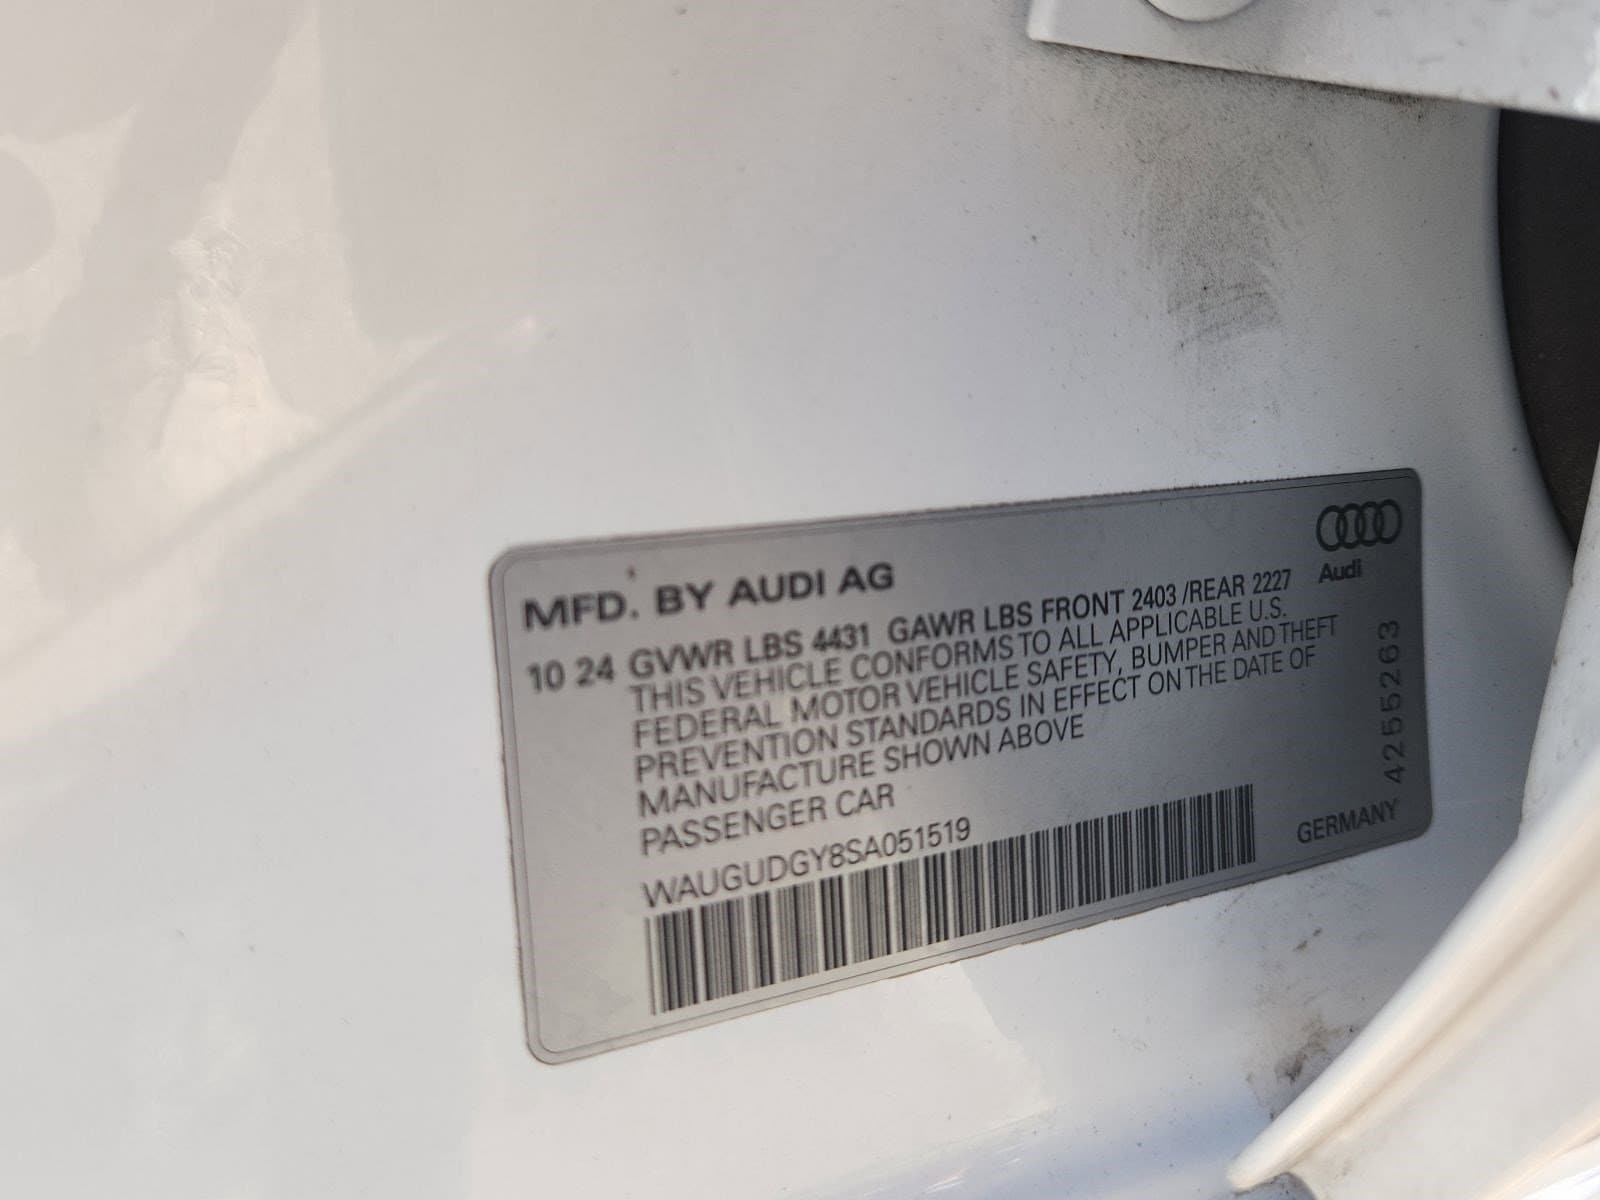 Audi
MFD. BY AUDI AG
10 24 GVWR LBS 4431 GAWR LBS FRONT 2403 /REAR 2227
THIS VEHICLE CONFORMS TO ALL APPLICABLE U.S.
FEDERAL MOTOR VEHICLE SAFETY, BUMPER AND THEFT
PREVENTION STANDARDS IN EFFECT ON THE DATE OF
MANUFACTURE SHOWN ABOVE
PASSENGER CAR
WAUGUDGY8SA051519
GERMANY
4255263